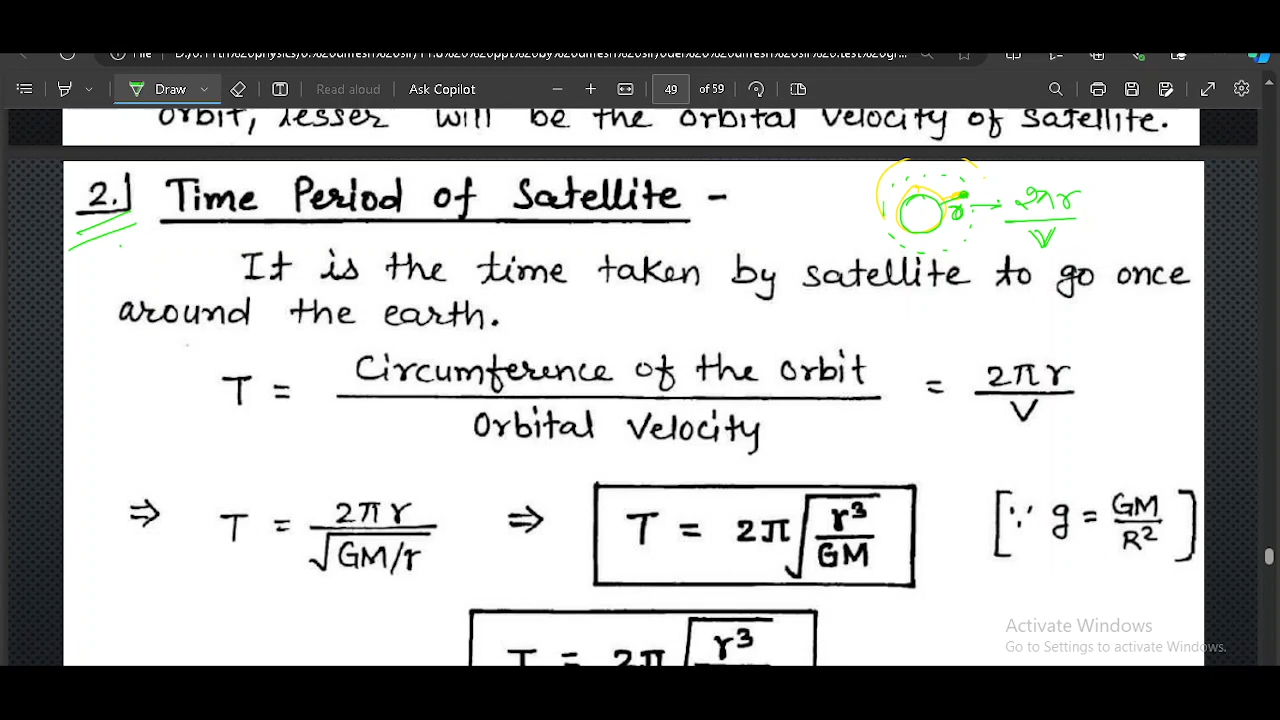 File
Draw
Read aloud
Ask Copilot
49 of 59
orbit, lesser will be the orbital velocity of satellite.
2. Time Period of Satellite -
r → 2πr / V
It is the time taken by satellite to go once
around the earth.
T = Circumference of the orbit / Orbital Velocity = 2πr / V
⇒ T = 2πr / √GM/r ⇒ T = 2π √r³/GM [∵ g = GM/R²]
T = 2π √r³
Activate Windows
Go to Settings to activate Windows.